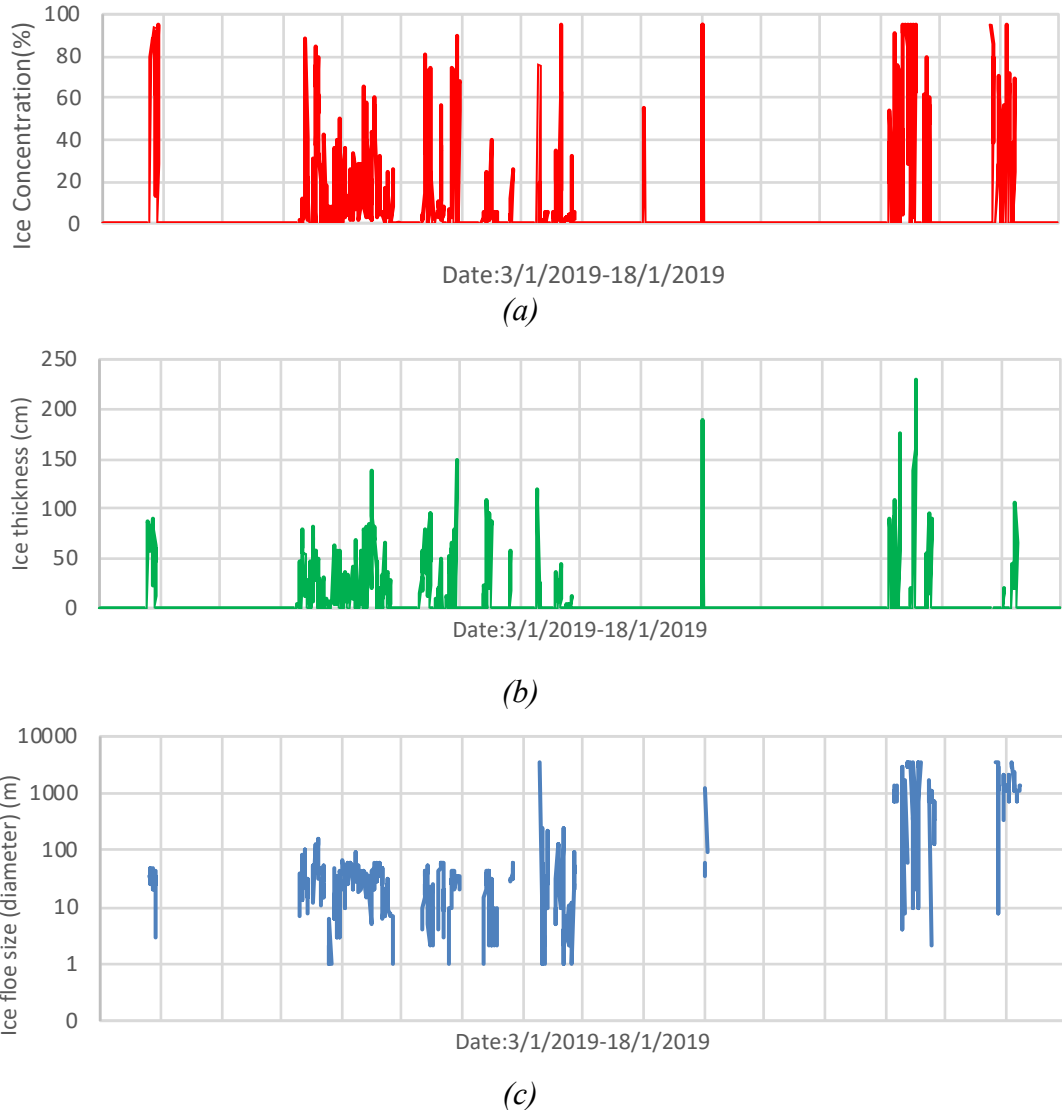 100
80
60
40
20
0
Ice Concentration(%)
Date:3/1/2019-18/1/2019
(a)
250
200
150
100
50
0
Ice thickness (cm)
Date:3/1/2019-18/1/2019
(b)
10000
1000
100
10
1
0
Ice floe size (diameter) (m)
Date:3/1/2019-18/1/2019
(c)